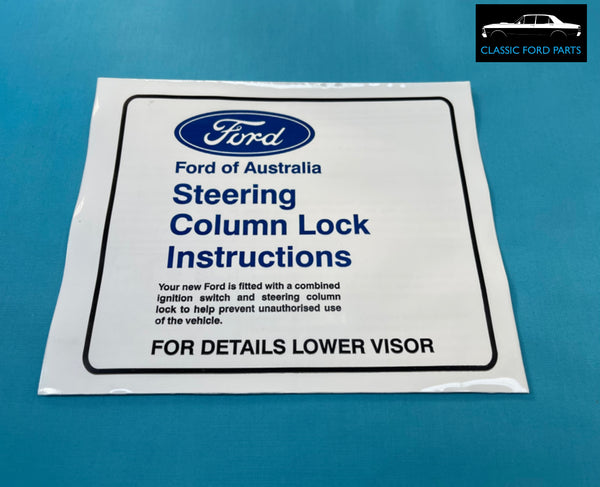 CLASSIC FORD PARTS
Ford
Ford of Australia
Steering
Column Lock
Instructions
Your new Ford is fitted with a combined
ignition switch and steering column
lock to help prevent unauthorised use
of the vehicle.
FOR DETAILS LOWER VISOR